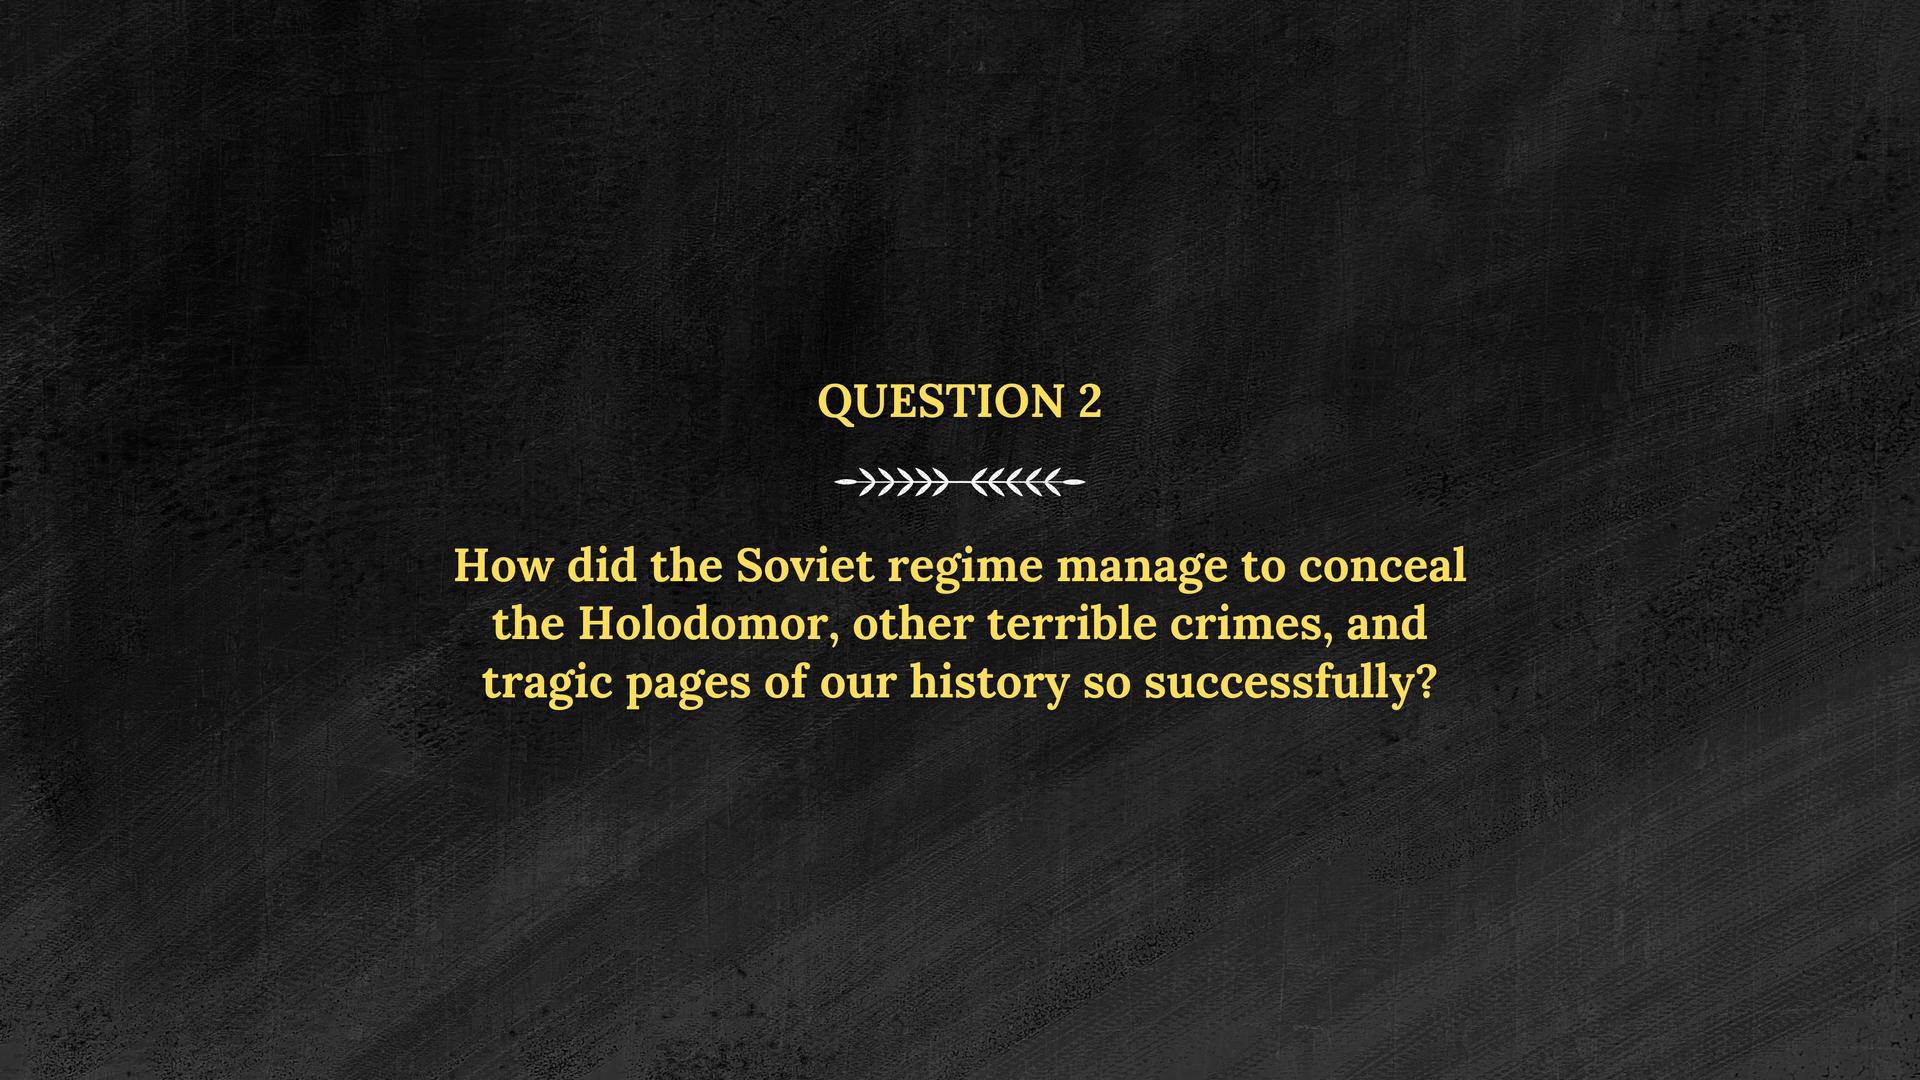 QUESTION 2
How did the Soviet regime manage to conceal
the Holodomor, other terrible crimes, and
tragic pages of our history so successfully?